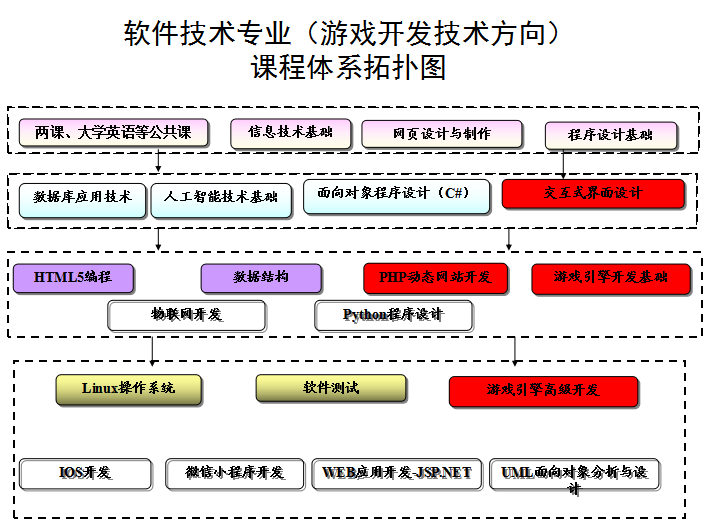 软件技术专业（游戏开发技术方向）
课程体系拓扑图
两课、大学英语等公共课
信息技术基础
网页设计与制作
程序设计基础
数据库应用技术
人工智能技术基础
面向对象程序设计（C#）
交互式界面设计
HTML5编程
数据结构
PHP动态网站开发
游戏引擎开发基础
物联网开发
Python程序设计
Linux操作系统
软件测试
游戏引擎高级开发
IOS开发
微信小程序开发
WEB应用开发-JSP.NET
UML面向对象分析与设
计